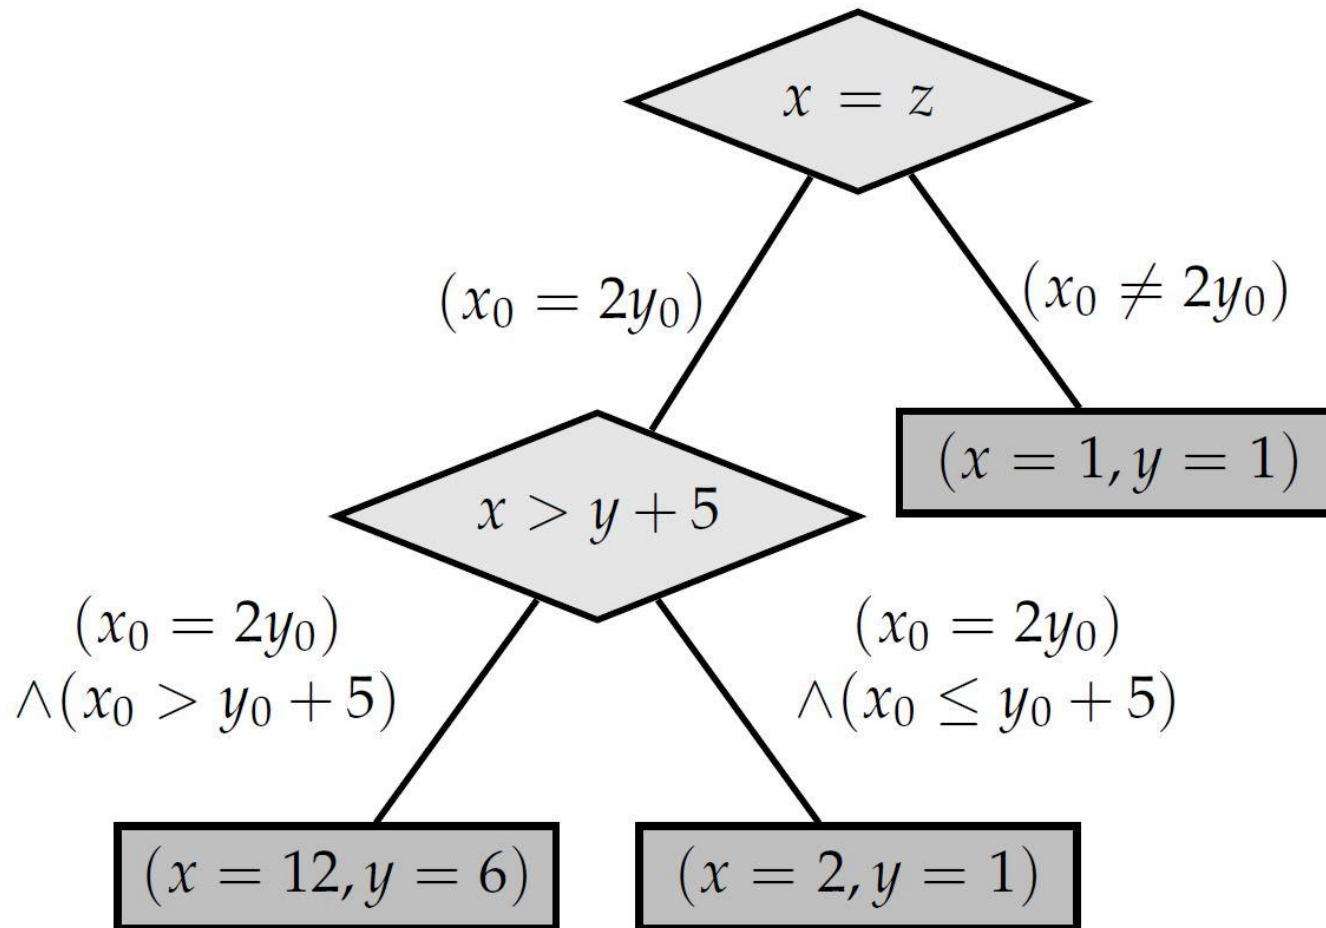 x = z
(x₀ = 2y₀)
(x₀ ≠ 2y₀)
(x = 1, y = 1)
x > y + 5
(x₀ = 2y₀)
∧(x₀ > y₀ + 5)
(x₀ = 2y₀)
∧(x₀ ≤ y₀ + 5)
(x = 12, y = 6)
(x = 2, y = 1)